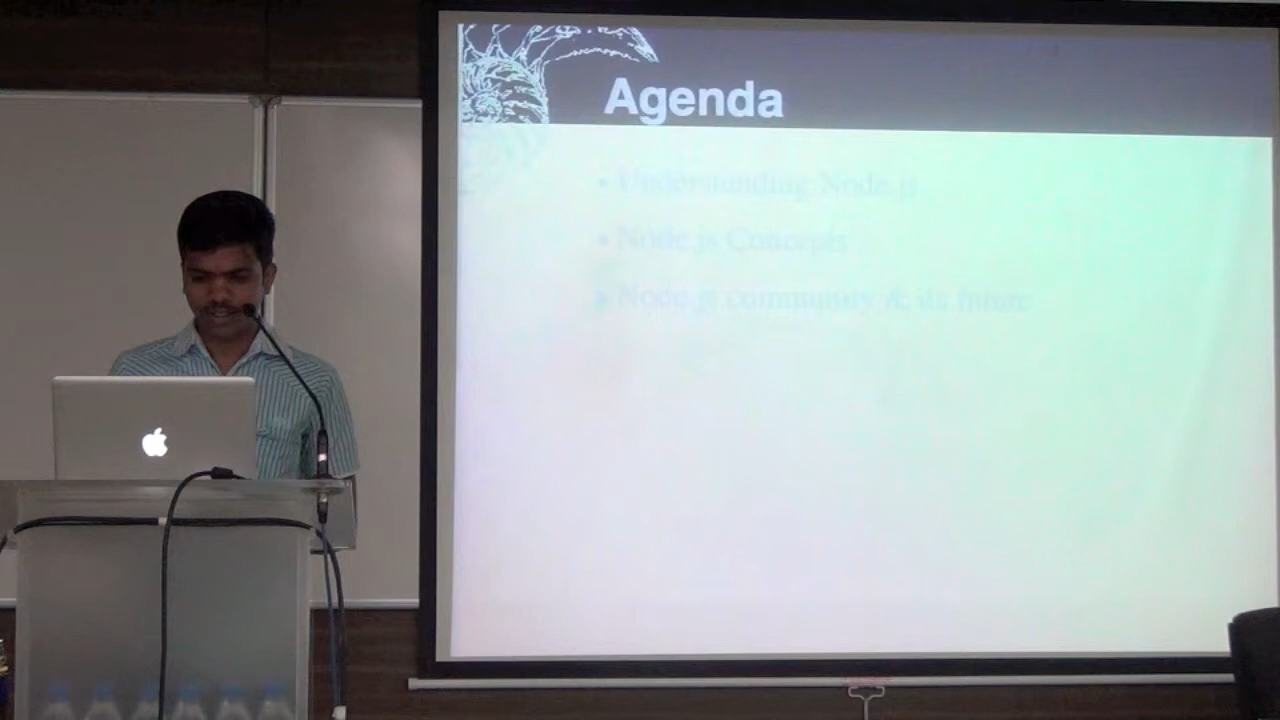 Agenda
• Understanding Node.js
• Node.js Concepts
• Node.js community & its future